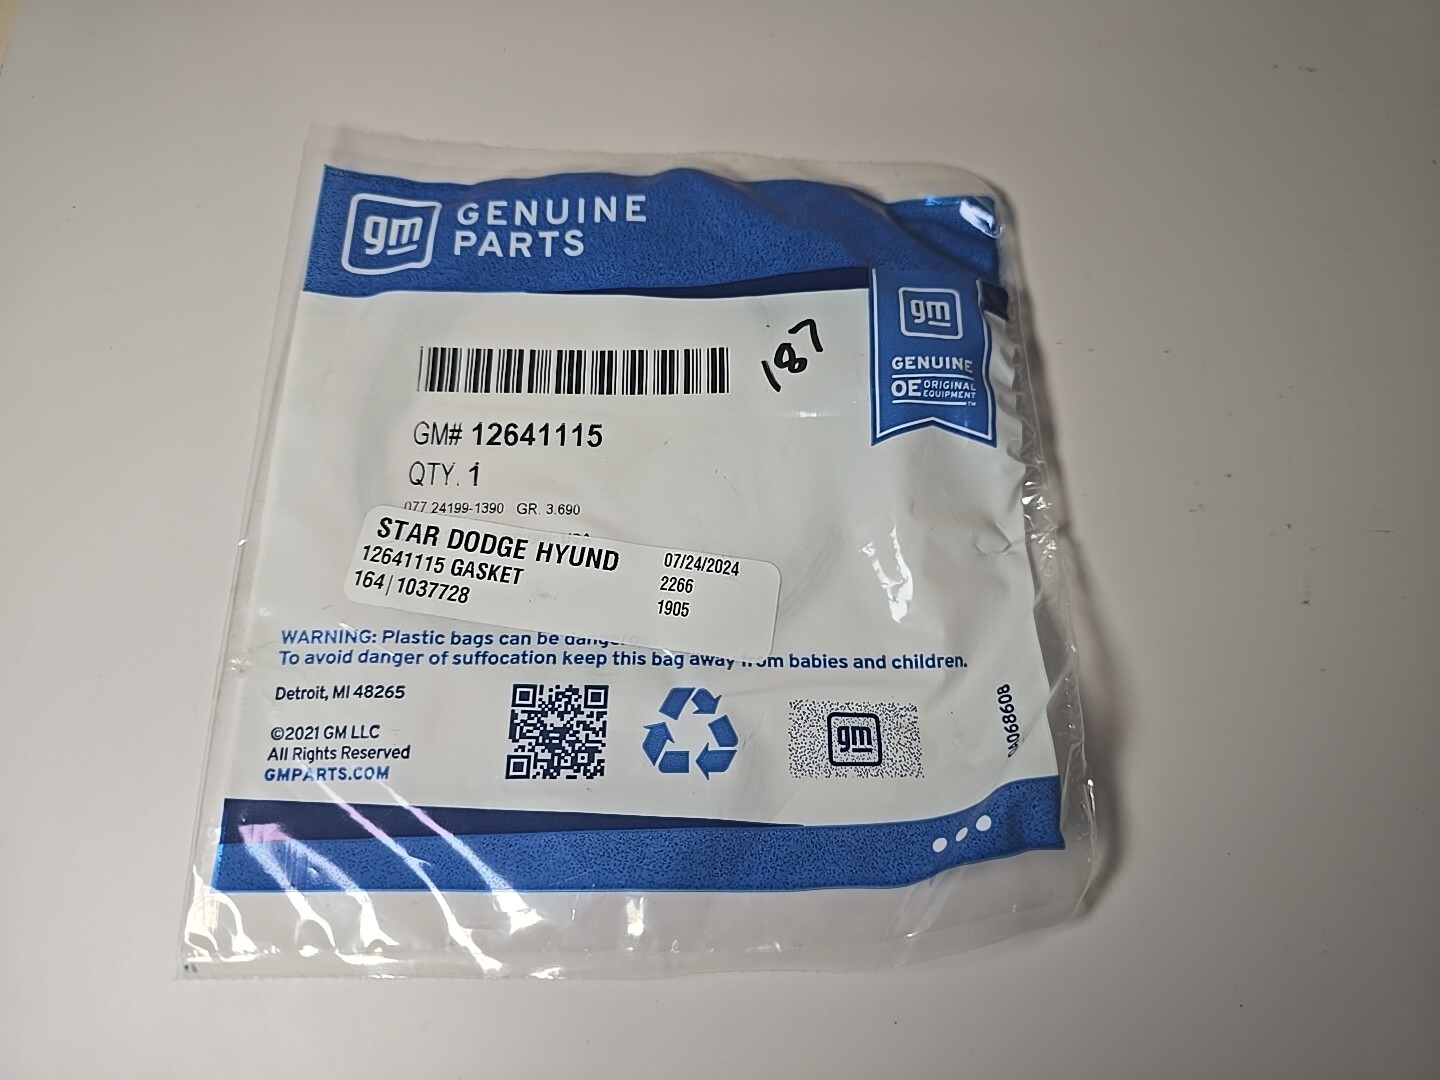 gm GENUINE
PARTS
gm
GENUINE
OE ORIGINAL
EQUIPMENT
TM
187
GM# 12641115
QTY. 1
077 24199-1390 GR. 3.690
STAR DODGE HYUND 07/24/2024
12641115 GASKET 2266
164|1037728 1905
WARNING: Plastic bags can be
To avoid danger of suffocation keep this bag away from babies and children.
Detroit, MI 48265
©2021 GM LLC
All Rights Reserved
GMPARTS.COM
gm